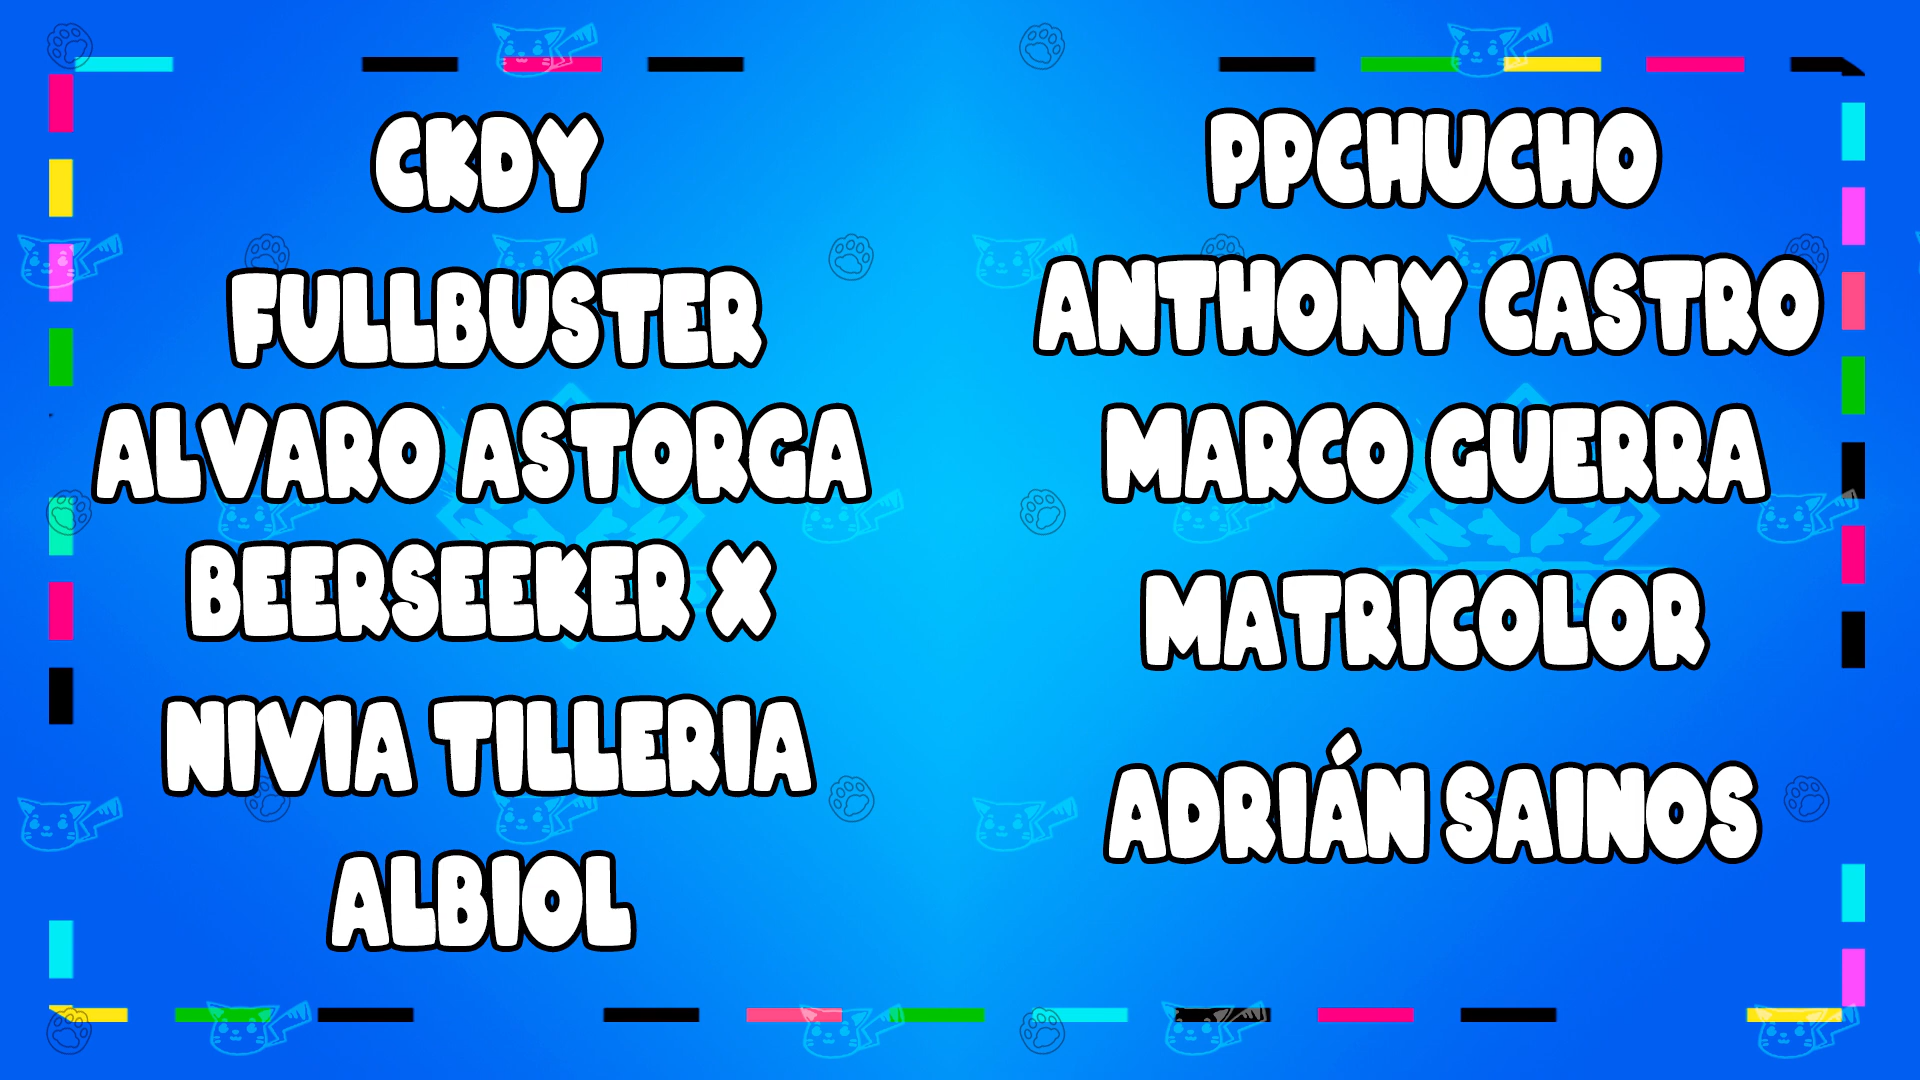 CKDY
FULLBUSTER
ALVARO ASTORGA
BEERSEEKER X
NIVIA TILLERIA
ALBIOL
PPCHUCHO
ANTHONY CASTRO
MARCO GUERRA
MATRICOLOR
ADRIÁN SAINOS